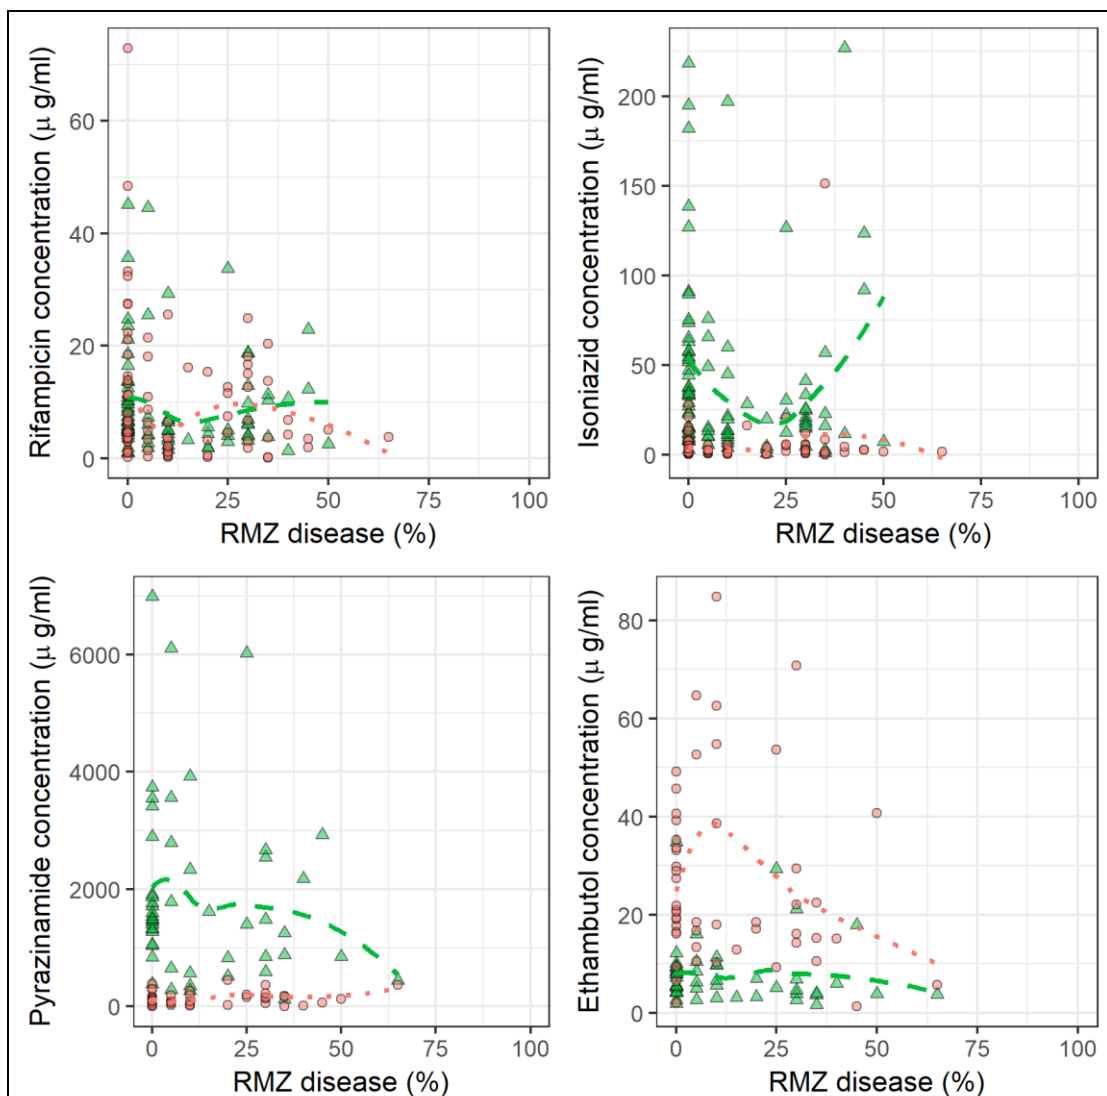 Rifampicin concentration (μ g/ml)
60
40
20
0
0 25 50 75 100
RMZ disease (%)
Isoniazid concentration (μ g/ml)
200
150
100
50
0
0 25 50 75 100
RMZ disease (%)
Pyrazinamide concentration (μ g/ml)
6000
4000
2000
0
0 25 50 75 100
RMZ disease (%)
Ethambutol concentration (μ g/ml)
80
60
40
20
0
0 25 50 75 100
RMZ disease (%)